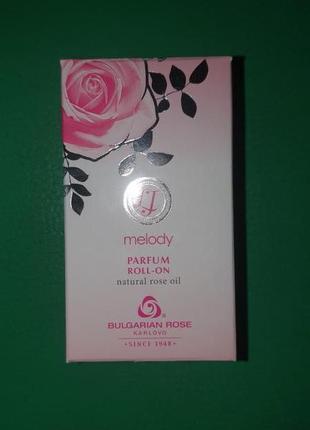 melody
PARFUM
ROLL-ON
natural rose oil
BULGARIAN ROSE
KARLOVO
• SINCE 1948 •